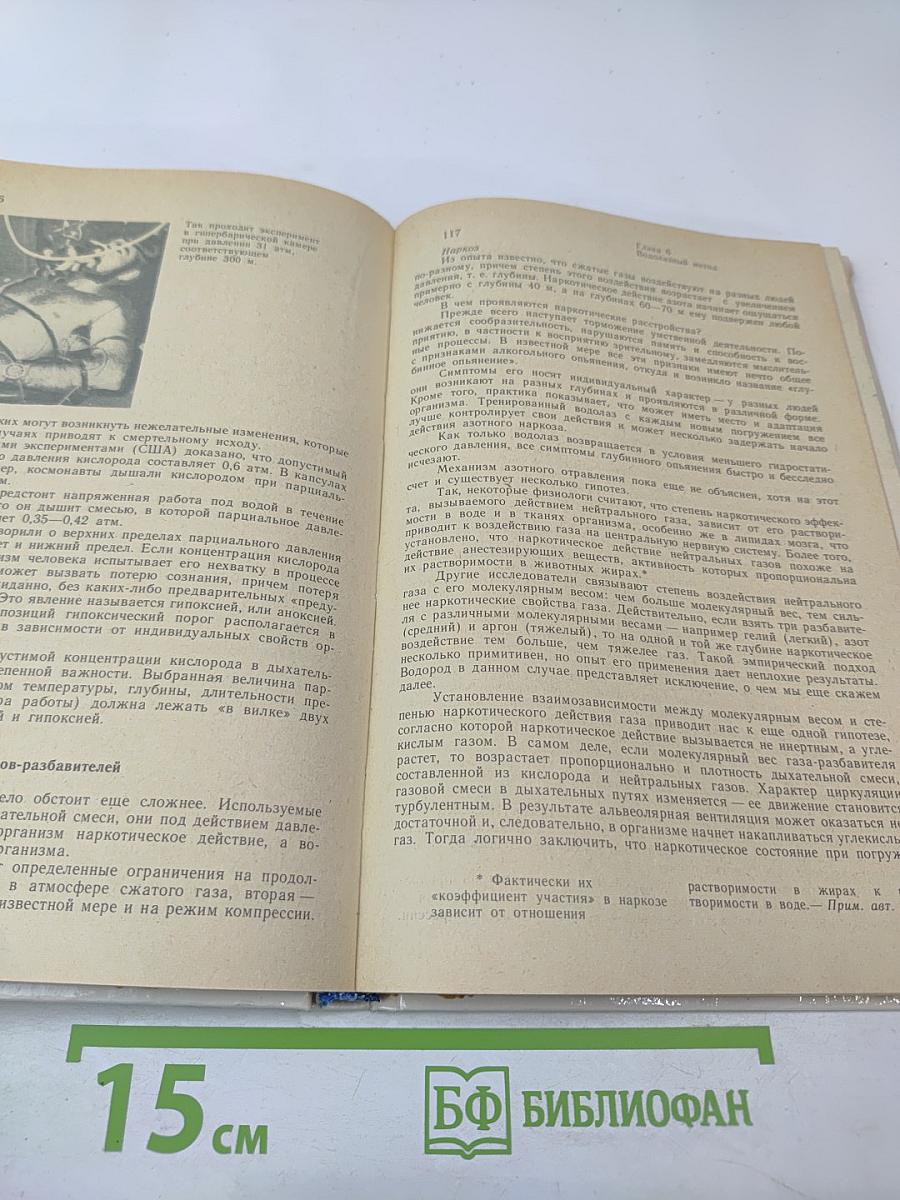 Так проходит эксперимент
в гипербарической камере
при давлении 31 атм,
соответствующем
глубине 300 м.
ких могут возникнуть нежелательные изменения, которые
лучаях приводят к смертельному исходу.
ми экспериментами (США) доказано, что допустимый
о давления кислорода составляет 0,6 атм. В капсулах
ер, космонавты дышали кислородом при парциаль-
м.
редстоит напряженная работа под водой в течение
го он дышит смесью, в которой парциальное давле-
ет 0,35—0,42 атм.
ворили о верхних пределах парциального давления
ет и нижний предел. Если концентрация кислорода
изм человека испытывает его нехватку в процессе
может вызвать потерю сознания, причем потеря
иданно, без каких-либо предварительных «преду-
Это явление называется гипоксией, или аноксией.
позиций гипоксический порог располагается в
в зависимости от индивидуальных свойств ор-
устимой концентрации кислорода в дыхатель-
епенной важности. Выбранная величина пар-
ом температуры, глубины, длительности пре-
ра работы) должна лежать «в вилке» двух
й и гипоксией.
ов-разбавителей
ело обстоит еще сложнее. Используемые
ательной смеси, они под действием давле-
организм наркотическое действие, а во-
рганизма.
т определенные ограничения на продол-
в атмосфере сжатого газа, вторая —
известной мере и на режим компрессии.
117
Глава 6
Водолазный метод
Наркоз
Из опыта известно, что сжатые газы воздействуют на разных людей
по-разному, причем степень этого воздействия возрастает с увеличением
давления, т. е. глубины. Наркотическое действие азота начинает ощущаться
примерно с глубины 40 м, а на глубинах 60—70 м ему подвержен любой
человек.
В чем проявляются наркотические расстройства?
Прежде всего наступает торможение умственной деятельности. По-
нижается сообразительность, нарушаются память и способность к вос-
приятию, в частности к восприятию зрительному, замедляются мыслитель-
ные процессы. В известной мере все эти признаки имеют нечто общее
с признаками алкогольного опьянения, откуда и возникло название «глу-
бинное опьянение».
Симптомы его носит индивидуальный характер — у разных людей
они возникают на разных глубинах и проявляются в различной форме.
Кроме того, практика показывает, что может иметь место и адаптация
организма. Тренированный водолаз с каждым новым погружением все
лучше контролирует свои действия и может несколько задержать начало
действия азотного наркоза.
Как только водолаз возвращается в условия меньшего гидростати-
ческого давления, все симптомы глубинного опьянения быстро и бесследно
исчезают.
Механизм азотного отравления пока еще не объяснен, хотя на этот
счет и существует несколько гипотез.
Так, некоторые физиологи считают, что степень наркотического эффек-
та, вызываемого действием нейтрального газа, зависит от его раствори-
мости в воде и в тканях организма, особенно же в липидах мозга, что
приводит к воздействию газа на центральную нервную систему. Более того,
установлено, что наркотическое действие нейтральных газов похоже на
действие анестезирующих веществ, активность которых пропорциональна
их растворимости в животных жирах.*
Другие исследователи связывают степень воздействия нейтрального
газа с его молекулярным весом: чем больше молекулярный вес, тем силь-
нее наркотические свойства газа. Действительно, если взять три разбавите-
ля с различными молекулярными весами — например гелий (легкий), азот
(средний) и аргон (тяжелый), то на одной и той же глубине наркотическое
воздействие тем больше, чем тяжелее газ. Такой эмпирический подход
несколько примитивен, но опыт его применения дает неплохие результаты.
Водород в данном случае представляет исключение, о чем мы еще скажем
далее.
Установление взаимозависимости между молекулярным весом и сте-
пенью наркотического действия газа приводит нас к еще одной гипотезе,
согласно которой наркотическое действие вызывается не инертным, а угле-
кислым газом. В самом деле, если молекулярный вес газа-разбавителя
растет, то возрастает пропорционально и плотность дыхательной смеси,
составленной из кислорода и нейтральных газов. Характер циркуляции
газовой смеси в дыхательных путях изменяется — ее движение становится
турбулентным. В результате альвеолярная вентиляция может оказаться не
достаточной и, следовательно, в организме начнет накапливаться углекислы
газ. Тогда логично заключить, что наркотическое состояние при погруж
* Фактически их
«коэффициент участия» в наркозе
зависит от отношения
растворимости в жирах к
творимости в воде.— Прим. авт.
15 см
БФ БИБЛИОФАН